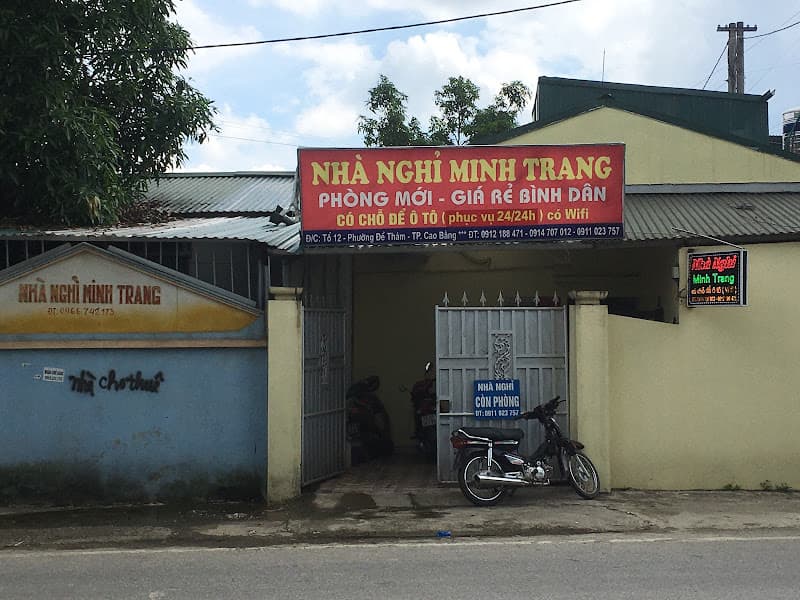 NHÀ NGHỈ MINH TRANG
PHÒNG MỚI - GIÁ RẺ BÌNH DÂN
CÓ CHỖ ĐỂ Ô TÔ ( phục vụ 24/24h ) có Wifi
Đ/C: Tổ 12 - Phường Đề Thám - TP. Cao Bằng *** ĐT: 0912 188 471 - 0914 707 012 - 0911 023 757
NHÀ NGHỈ MINH TRANG
ĐT: 0966 742 173
nhà cho thuê
Nhà Nghỉ
Minh Trang
NHÀ NGHỈ
CÒN PHÒNG
ĐT: 0911 023 757